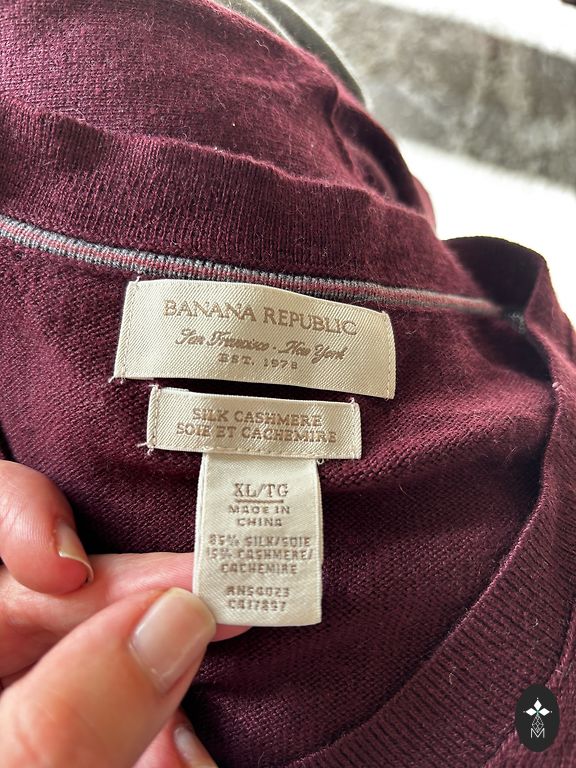 BANANA REPUBLIC
San Francisco - New York
EST. 1978
SILK CASHMERE
SOIE ET CACHEMIRE
XL/TG
MADE IN
CHINA
85% SILK/SOIE
15% CASHMERE/
CACHEMIRE
RN54023
CA17897
M